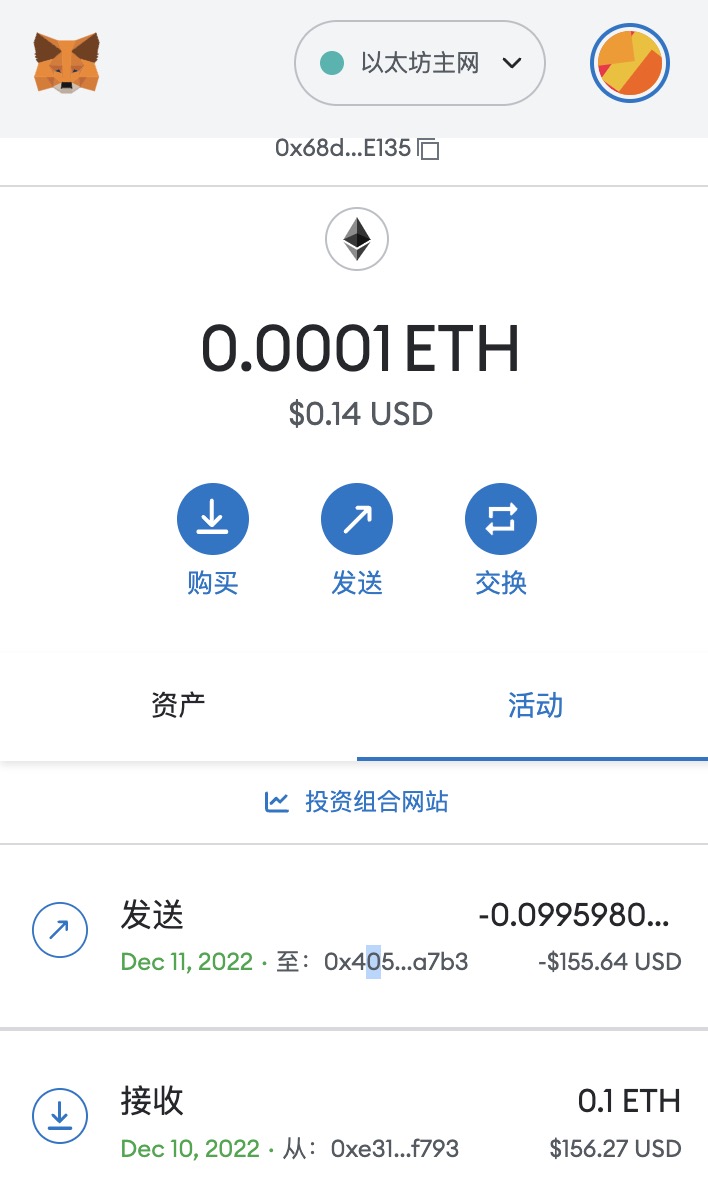 以太坊主网
0x68d...E135
0.0001 ETH
$0.14 USD
购买 发送 交换
资产 活动
投资组合网站
发送 -0.0995980...
Dec 11, 2022 · 至： 0x405...a7b3 -$155.64 USD
接收 0.1 ETH
Dec 10, 2022 · 从： 0xe31...f793 $156.27 USD